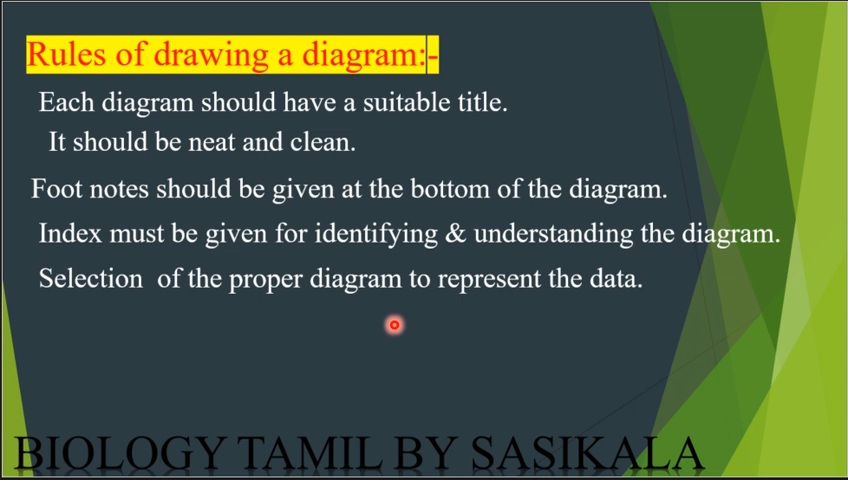 Rules of drawing a diagram:-
Each diagram should have a suitable title.
It should be neat and clean.
Foot notes should be given at the bottom of the diagram.
Index must be given for identifying & understanding the diagram.
Selection of the proper diagram to represent the data.
BIOLOGY TAMIL BY SASIKALA